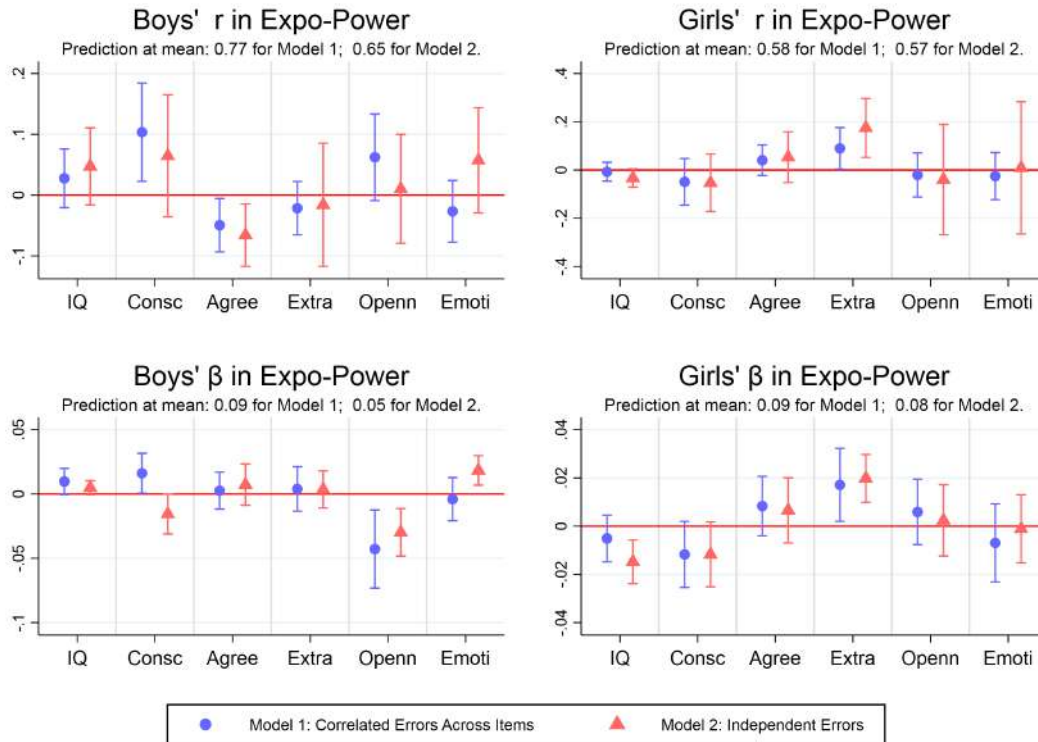 Boys' r in Expo-Power
Prediction at mean: 0.77 for Model 1; 0.65 for Model 2.
.2
.1
0
-.1
IQ Consc Agree Extra Openn Emoti
Girls' r in Expo-Power
Prediction at mean: 0.58 for Model 1; 0.57 for Model 2.
.4
.2
0
-.2
-.4
IQ Consc Agree Extra Openn Emoti
Boys' β in Expo-Power
Prediction at mean: 0.09 for Model 1; 0.05 for Model 2.
.05
0
-.05
-.1
IQ Consc Agree Extra Openn Emoti
Girls' β in Expo-Power
Prediction at mean: 0.09 for Model 1; 0.08 for Model 2.
.04
.02
0
-.02
-.04
IQ Consc Agree Extra Openn Emoti
Model 1: Correlated Errors Across Items
Model 2: Independent Errors